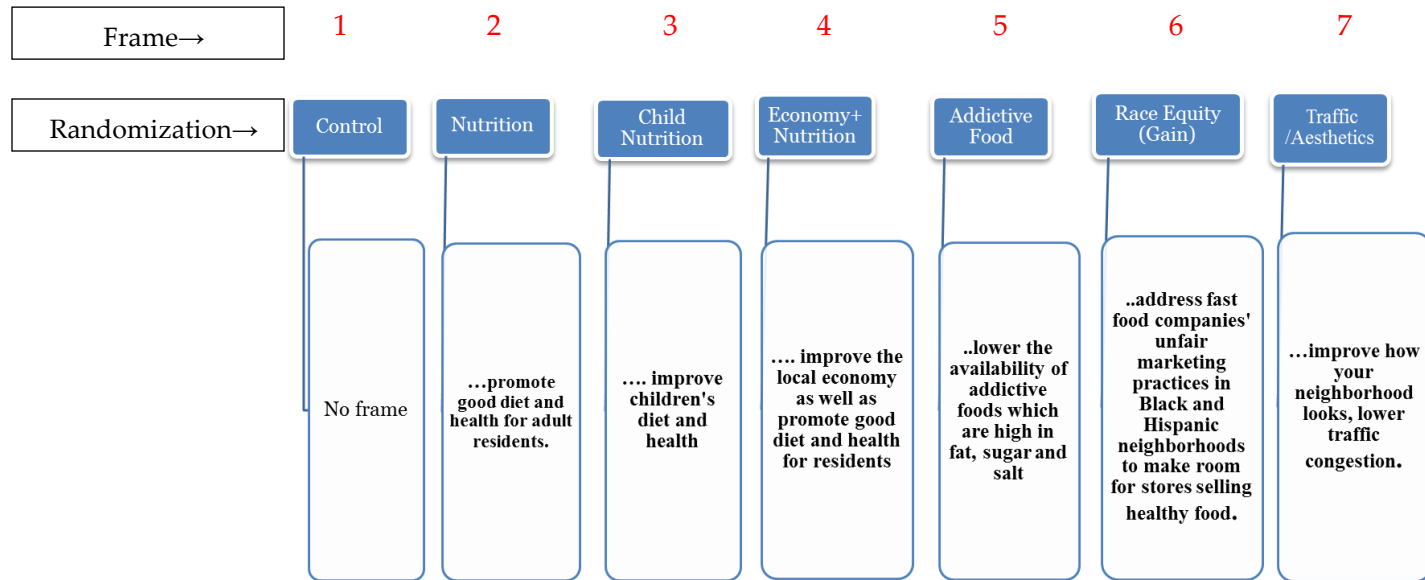 Frame→
1
2
3
4
5
6
7
Randomization→
Control
Nutrition
Child
Nutrition
Economy+
Nutrition
Addictive
Food
Race Equity
(Gain)
Traffic
/Aesthetics
No frame
…promote
good diet and
health for adult
residents.
…. improve
children's
diet and
health
…. improve the
local economy
as well as
promote good
diet and health
for residents
..lower the
availability of
addictive
foods which
are high in
fat, sugar and
salt
..address fast
food companies'
unfair
marketing
practices in
Black and
Hispanic
neighborhoods
to make room
for stores selling
healthy food.
…improve how
your
neighborhood
looks, lower
traffic
congestion.